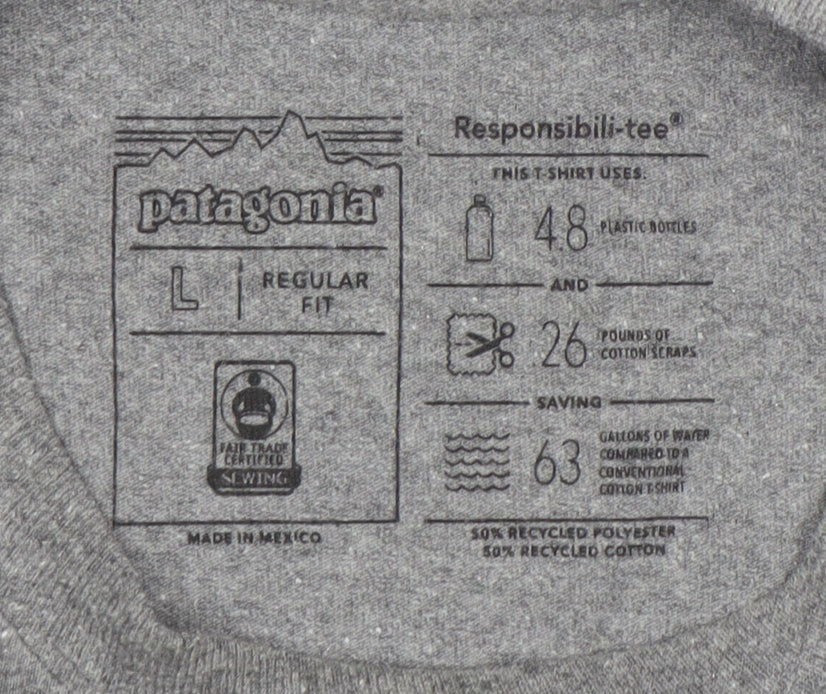 patagonia®
L
REGULAR
FIT
FAIR TRADE
CERTIFIED
SEWING
MADE IN MEXICO
Responsibili-tee®
THIS T-SHIRT USES:
4.8 PLASTIC BOTTLES
AND
26
POUNDS OF
COTTON SCRAPS
SAVING
63
GALLONS OF WATER
COMPARED TO A
CONVENTIONAL
COTTON T-SHIRT
50% RECYCLED POLYESTER
50% RECYCLED COTTON